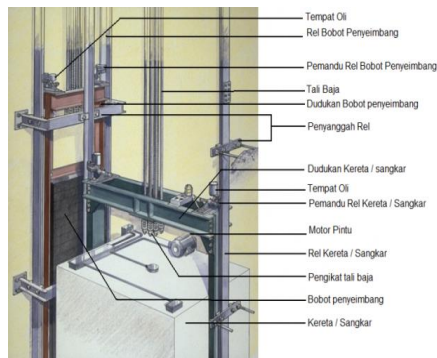 Tempat Oli
Rel Bobot Penyeimbang
Pemandu Rel Bobot Penyeimbang
Tali Baja
Dudukan Bobot penyeimbang
Penyanggah Rel
Dudukan Kereta / sangkar
Tempat Oli
Pemandu Rel Kereta / Sangkar
Motor Pintu
Rel Kereta / Sangkar
Pengikat tali baja
Bobot penyeimbang
Kereta / Sangkar